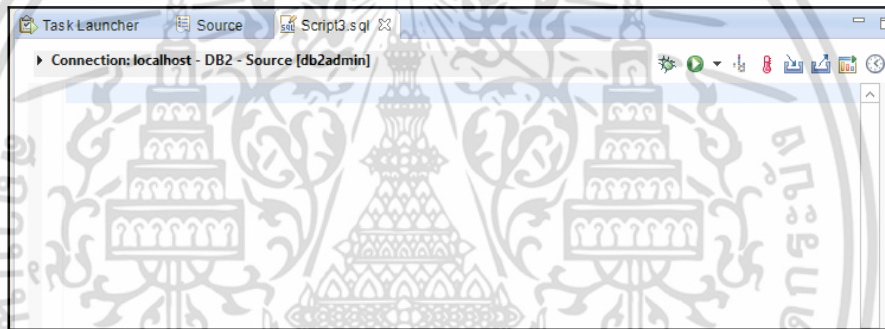 Task Launcher Source Script3.sql
Connection: localhost - DB2 - Source [db2admin]